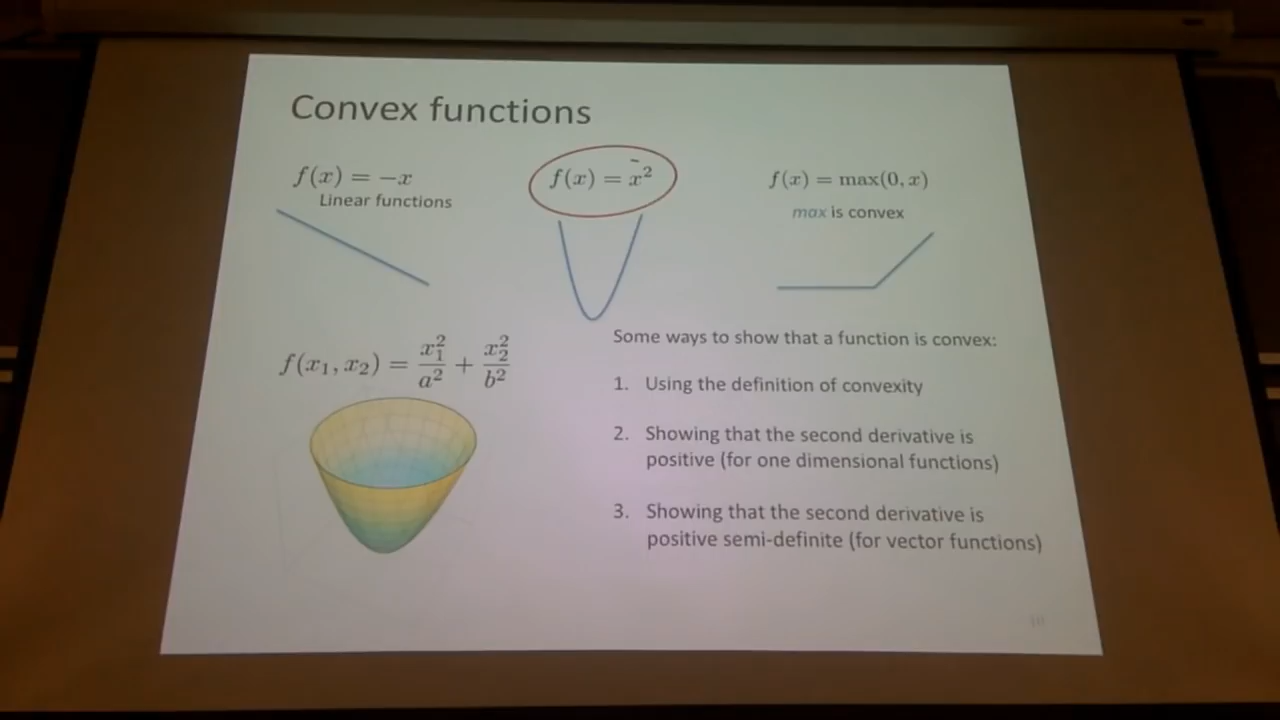 Convex functions
f(x) = −x
Linear functions
f(x) = x²
f(x) = max(0, x)
max is convex
f(x₁, x₂) = x₁²/a² + x₂²/b²
Some ways to show that a function is convex:
1. Using the definition of convexity
2. Showing that the second derivative is
positive (for one dimensional functions)
3. Showing that the second derivative is
positive semi-definite (for vector functions)